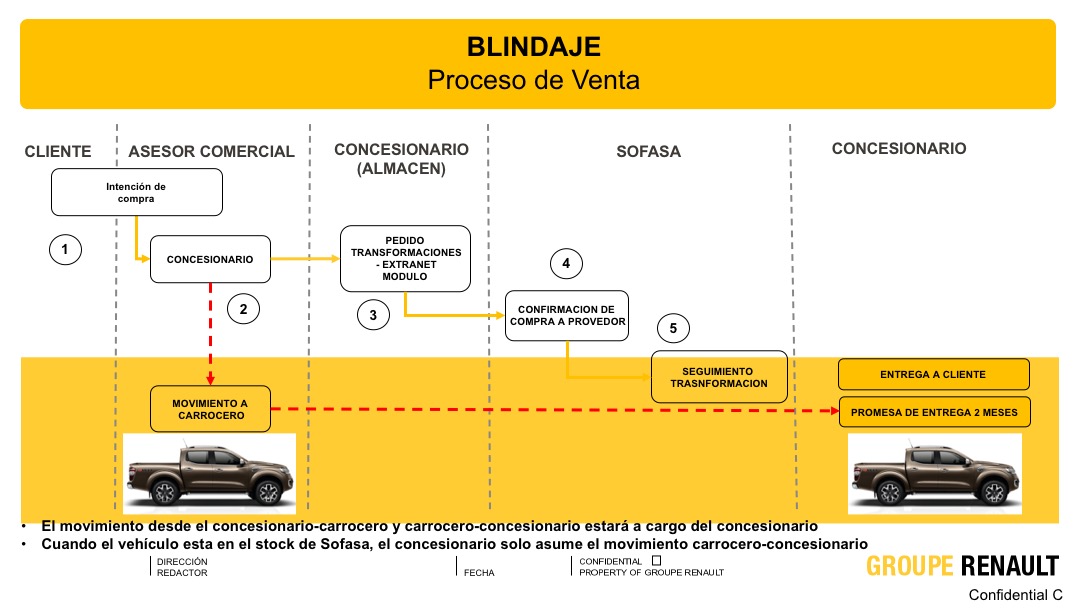 BLINDAJE
Proceso de Venta
CLIENTE
ASESOR COMERCIAL
CONCESIONARIO
(ALMACEN)
SOFASA
CONCESIONARIO
Intención de
compra
1
CONCESIONARIO
2
PEDIDO
TRANSFORMACIONES
- EXTRANET
MODULO
3
4
CONFIRMACION DE
COMPRA A PROVEDOR
5
SEGUIMIENTO
TRASNFORMACION
ENTREGA A CLIENTE
MOVIMIENTO A
CARROCERO
PROMESA DE ENTREGA 2 MESES
• El movimiento desde el concesionario-carrocero y carrocero-concesionario estará a cargo del concesionario
• Cuando el vehículo esta en el stock de Sofasa, el concesionario solo asume el movimiento carrocero-concesionario
DIRECCIÓN
REDACTOR
FECHA
CONFIDENTIAL
PROPERTY OF GROUPE RENAULT
GROUPE RENAULT
Confidential C